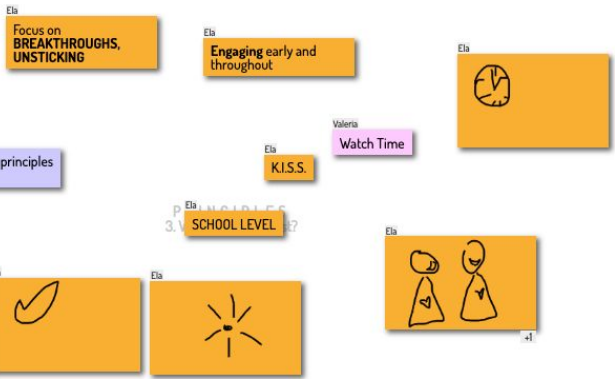 Ela
Focus on
BREAKTHROUGHS,
UNSTICKING
Ela
Engaging early and
throughout
Ela
Valeria
Watch Time
principles
Ela
K.I.S.S.
PRINCIPLES
Ela
3.
SCHOOL LEVEL
Ela
Ela
+1